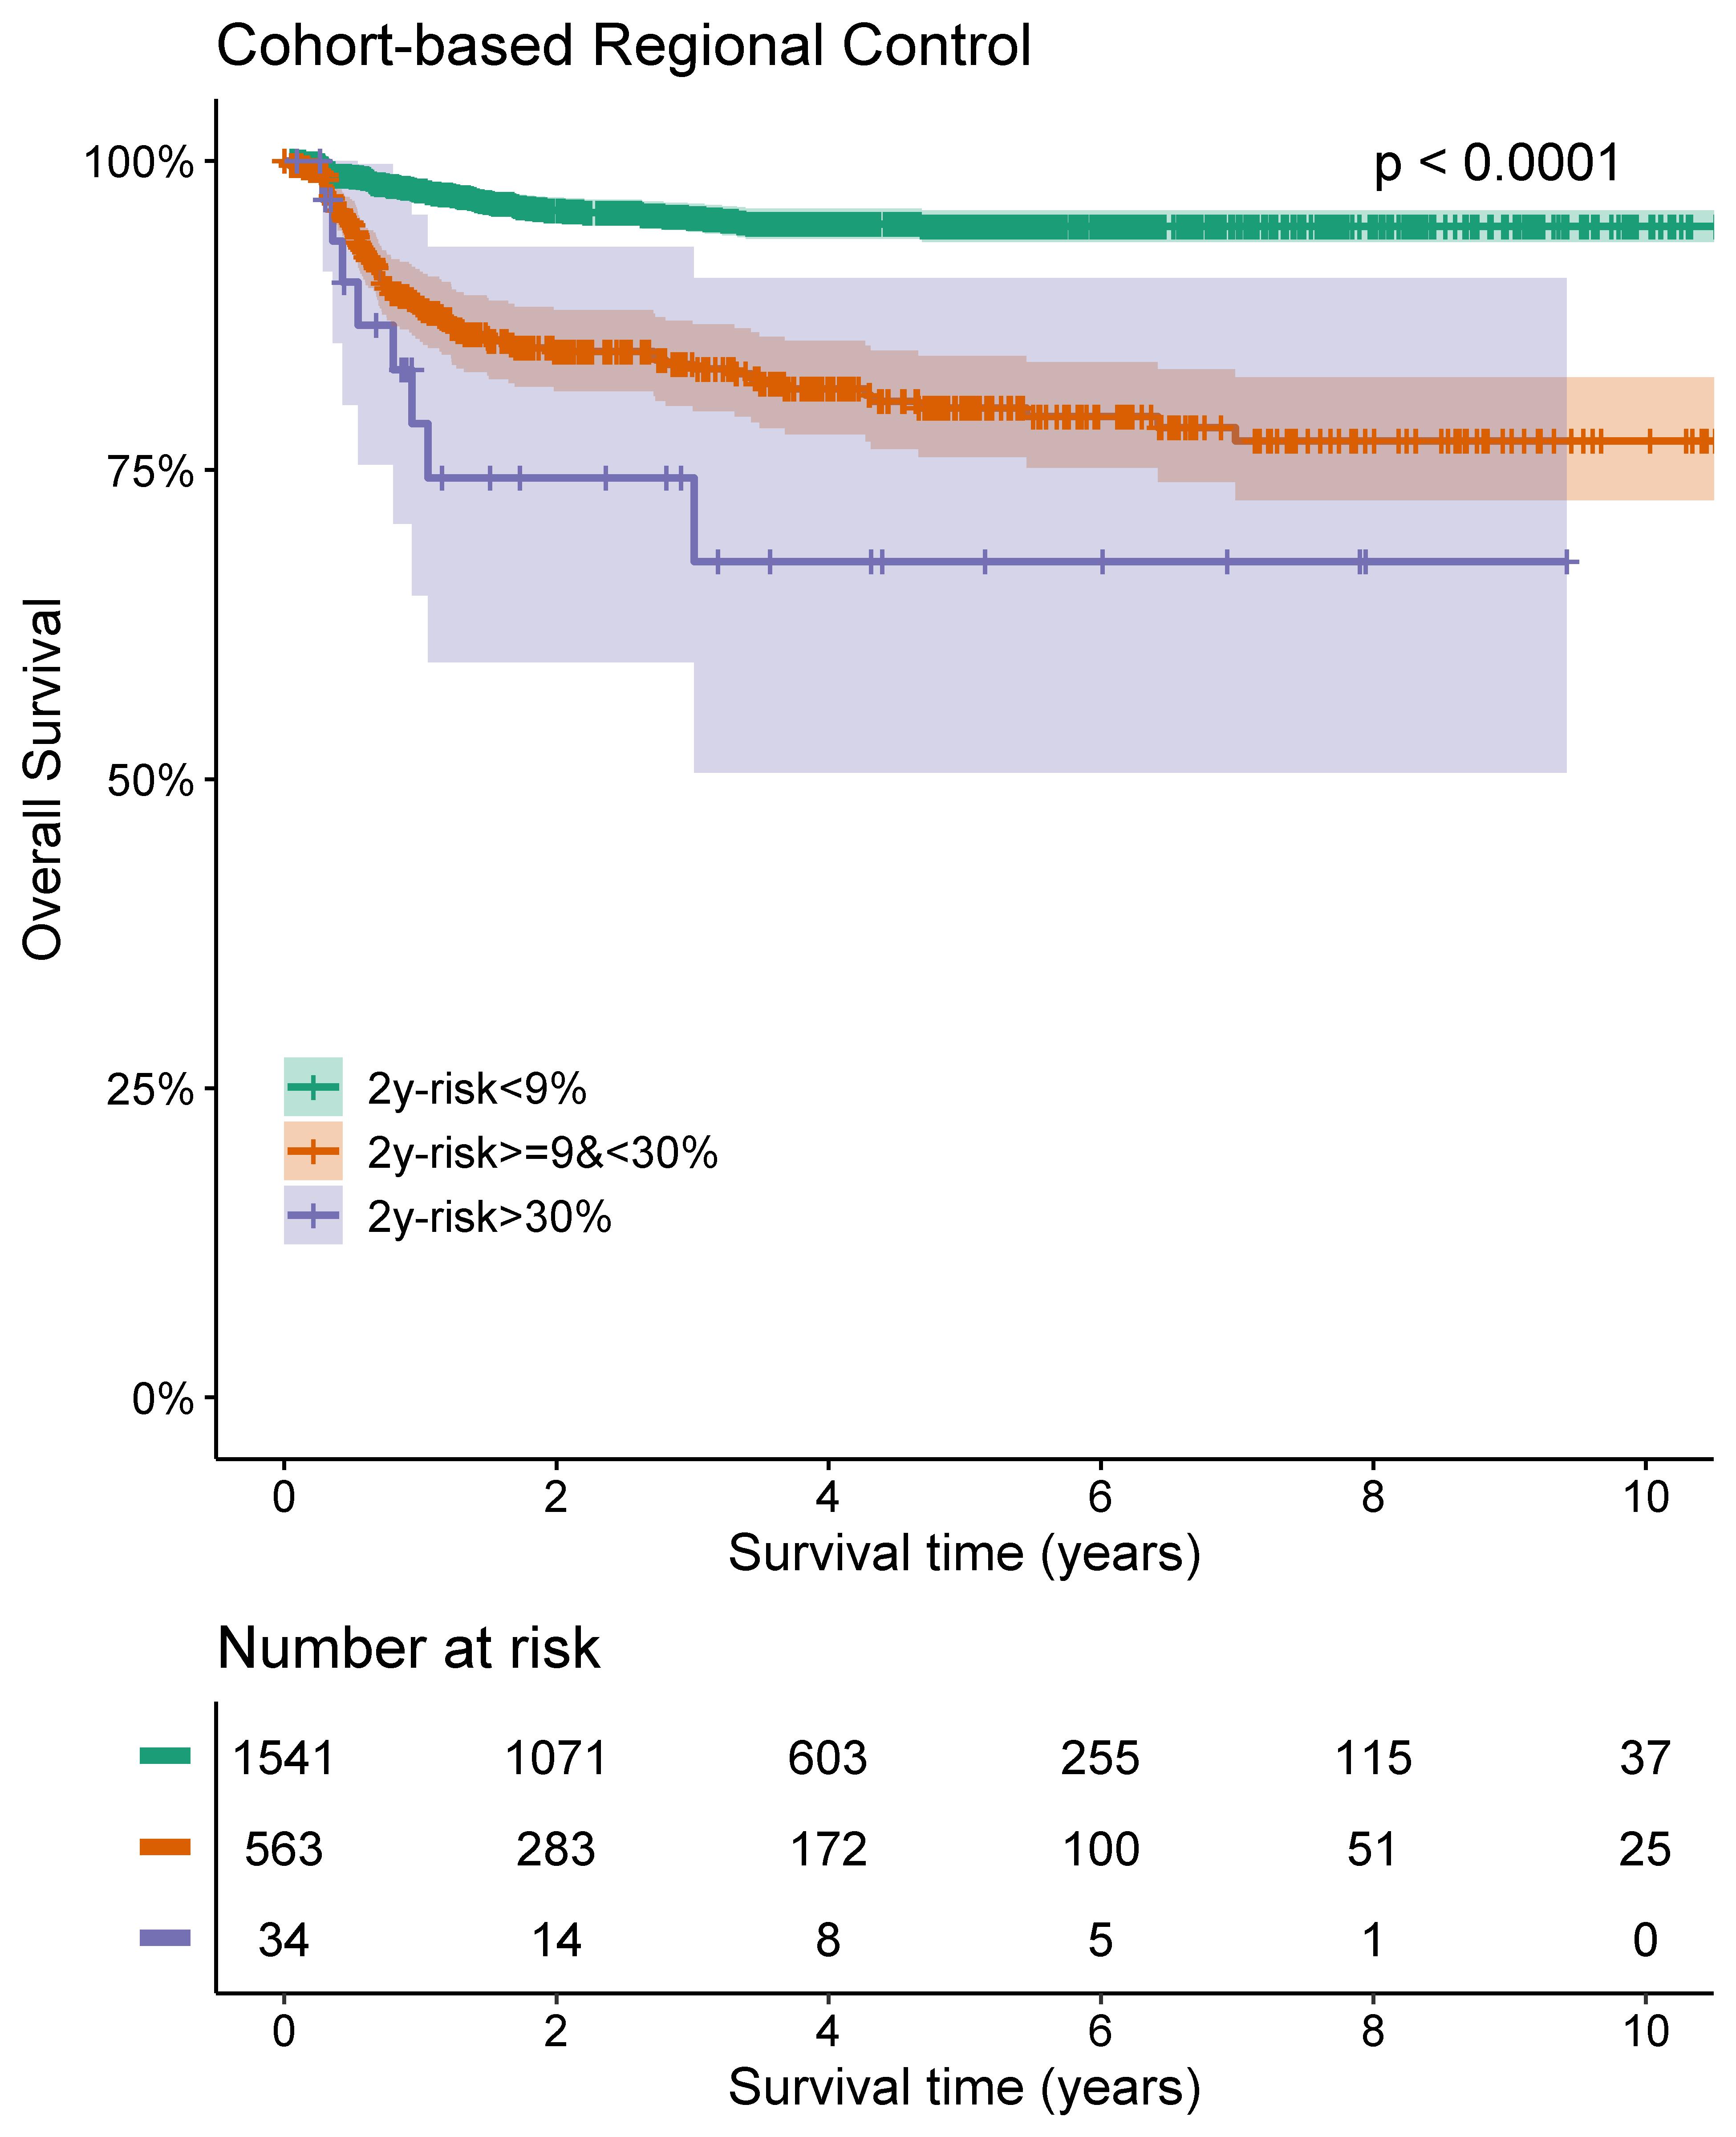 Cohort-based Regional Control
p < 0.0001
100%
75%
50%
25%
0%
Overall Survival
2y-risk<9%
2y-risk>=9&<30%
2y-risk>30%
0 2 4 6 8 10
Survival time (years)
Number at risk
1541 1071 603 255 115 37
563 283 172 100 51 25
34 14 8 5 1 0
0 2 4 6 8 10
Survival time (years)